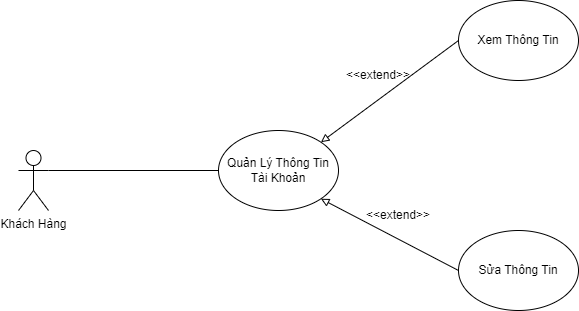 Xem Thông Tin
<<extend>>
Quản Lý Thông Tin
Tài Khoản
Khách Hàng
<<extend>>
Sửa Thông Tin